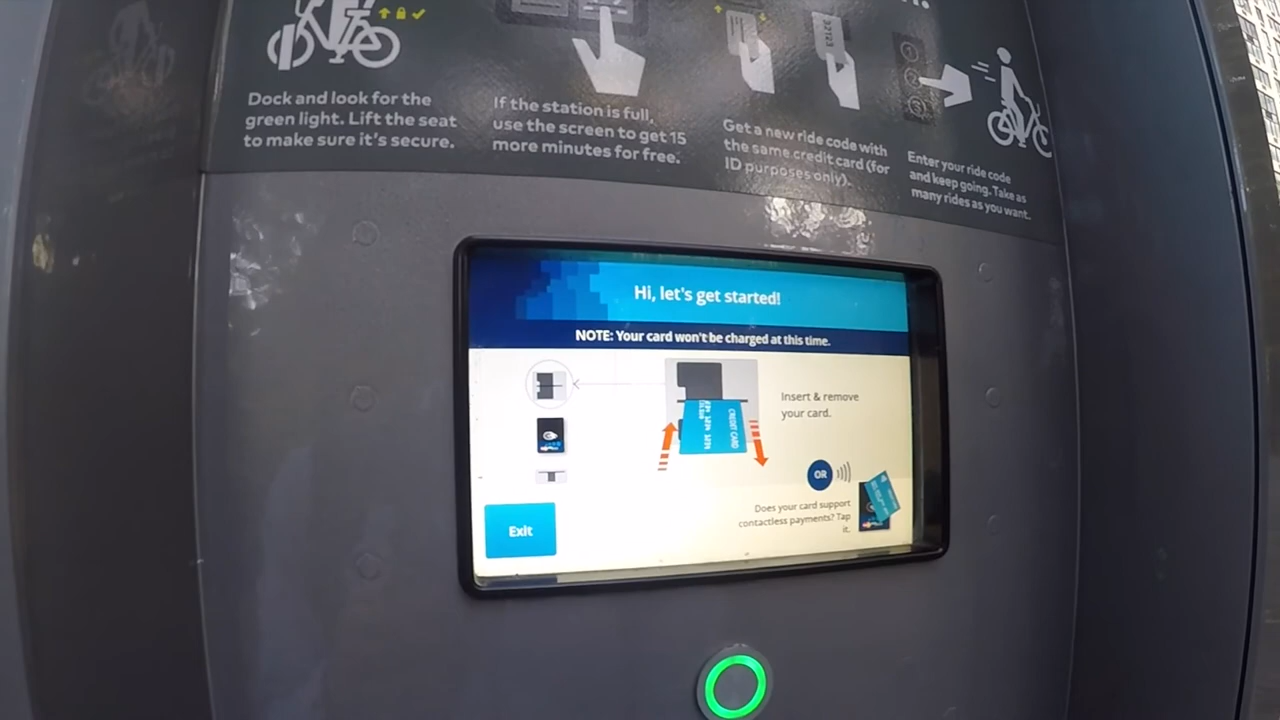 Dock and look for the
green light. Lift the seat
to make sure it's secure.
If the station is full,
use the screen to get 15
more minutes for free.
Get a new ride code with
the same credit card (for
ID purposes only).
Enter your ride code
and keep going. Take as
many rides as you want.
Hi, let's get started!
NOTE: Your card won't be charged at this time.
Insert & remove
your card.
CREDIT CARD
OR
Does your card support
contactless payments? Tap
it.
Exit